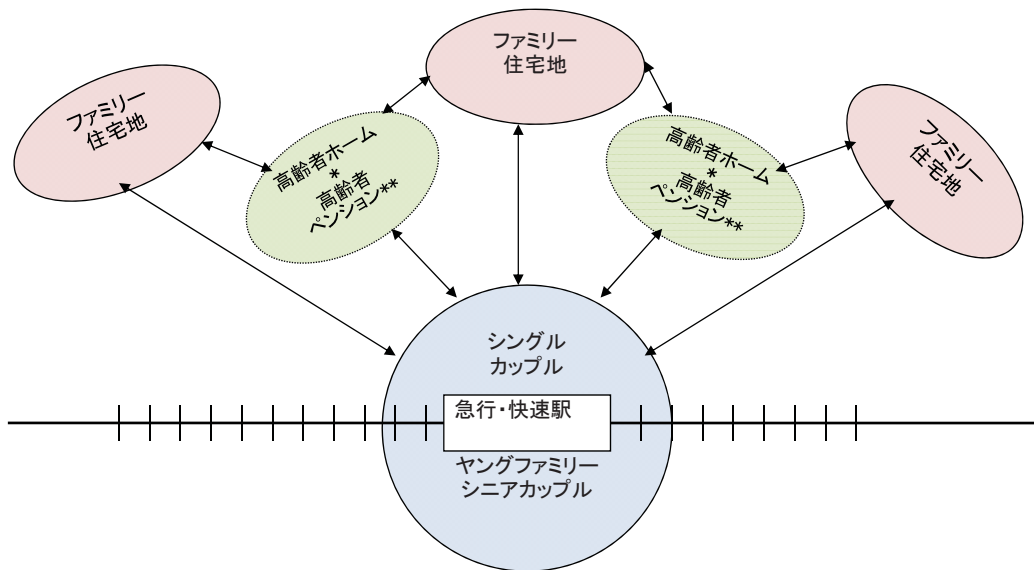 ファミリー
住宅地
ファミリー
住宅地
ファミリー
住宅地
高齢者ホーム
*
高齢者
ペンション**
高齢者ホーム
*
高齢者
ペンション**
シングル
カップル
急行・快速駅
ヤングファミリー
シニアカップル